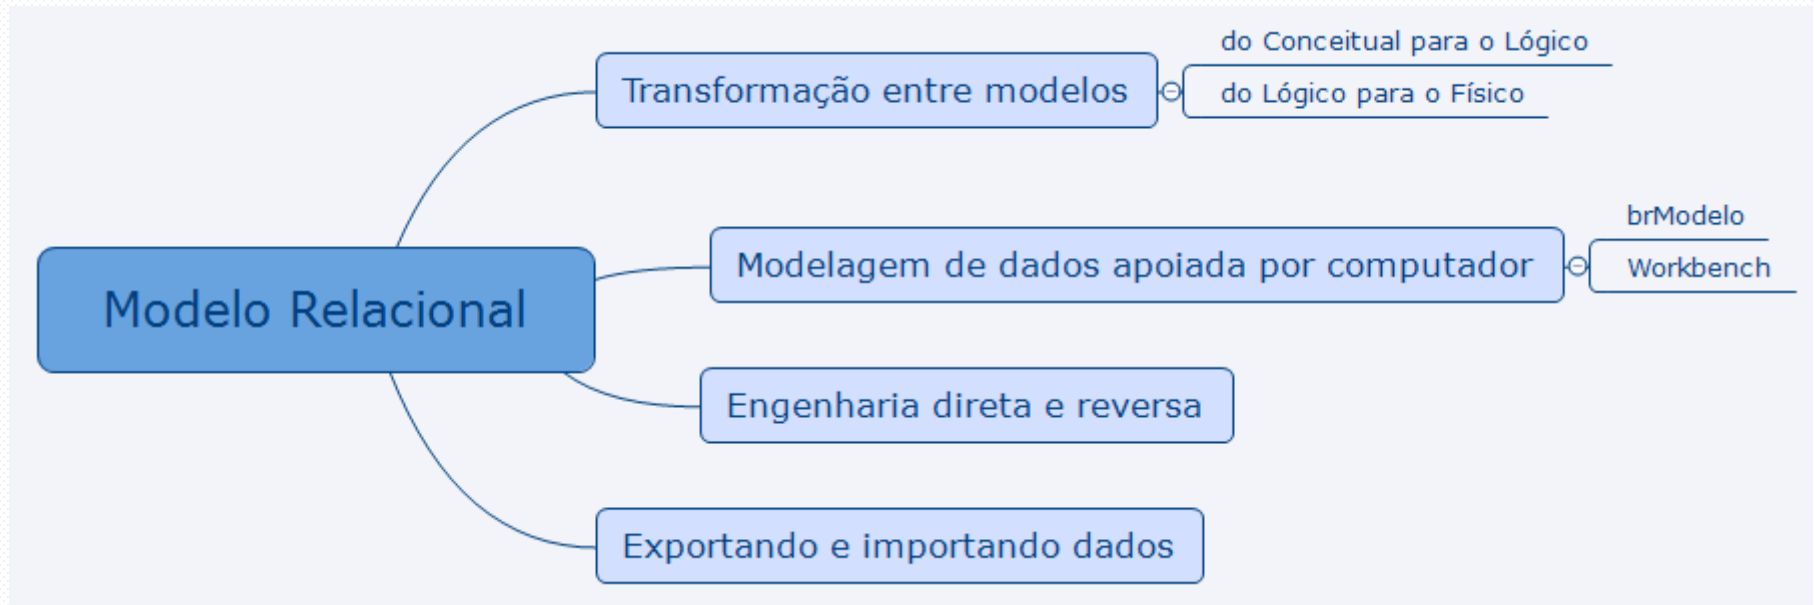 Modelo Relacional
Transformação entre modelos
do Conceitual para o Lógico
do Lógico para o Físico
Modelagem de dados apoiada por computador
brModelo
Workbench
Engenharia direta e reversa
Exportando e importando dados